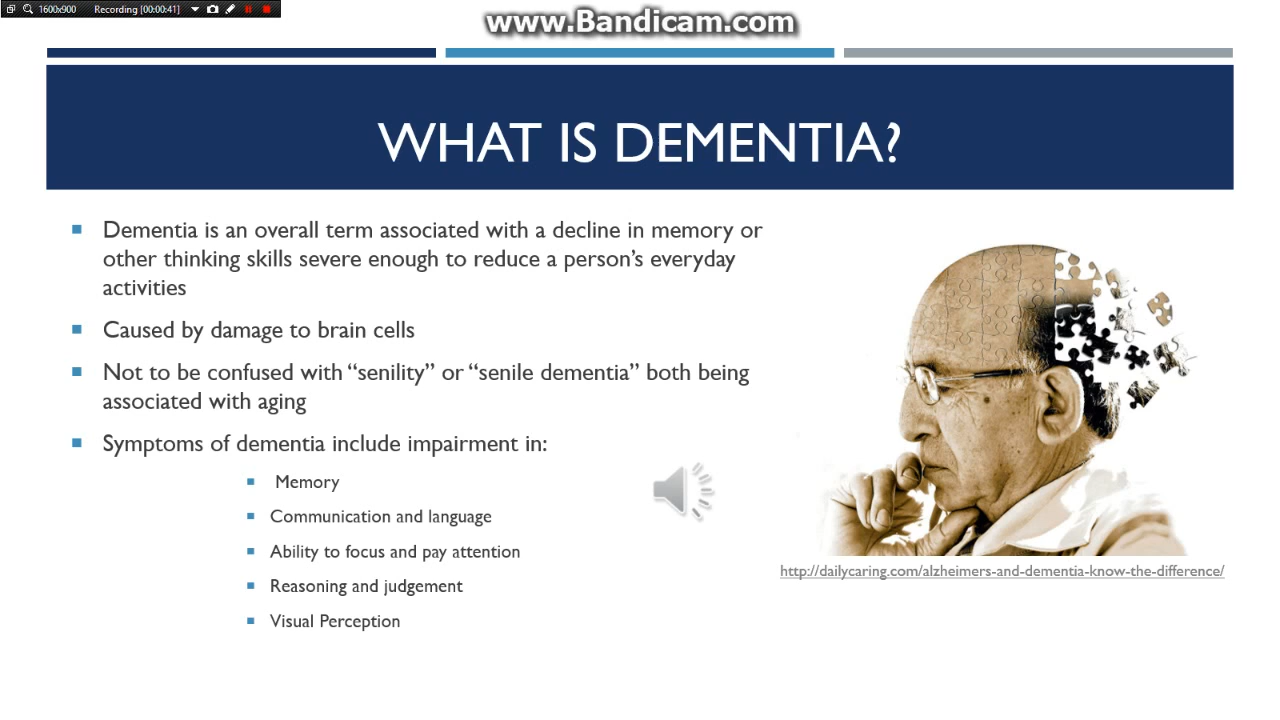 1600x900
Recording [00:00:41]
www.Bandicam.com
WHAT IS DEMENTIA?
Dementia is an overall term associated with a decline in memory or
other thinking skills severe enough to reduce a person’s everyday
activities
Caused by damage to brain cells
Not to be confused with “senility” or “senile dementia” both being
associated with aging
Symptoms of dementia include impairment in:
Memory
Communication and language
Ability to focus and pay attention
Reasoning and judgement
Visual Perception
http://dailycaring.com/alzheimers-and-dementia-know-the-difference/